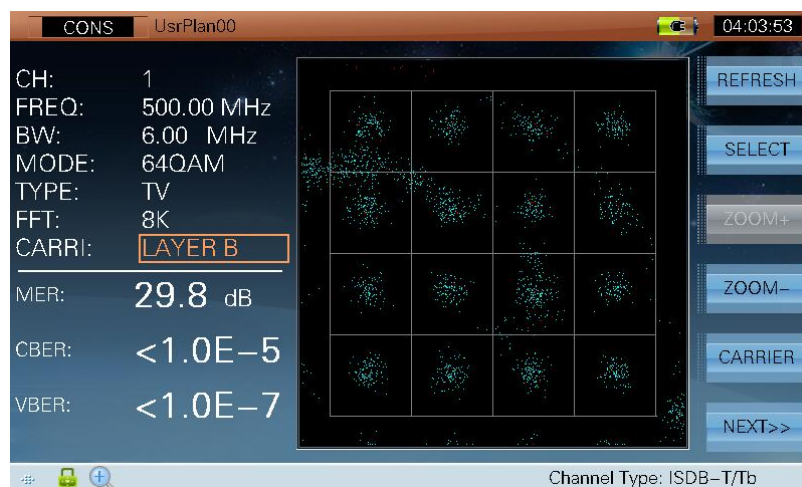 CONS UsrPlan00 04:03:53
CH: 1
FREQ: 500.00 MHz
BW: 6.00 MHz
MODE: 64QAM
TYPE: TV
FFT: 8K
CARRI: LAYER B
MER: 29.8 dB
CBER: <1.0E-5
VBER: <1.0E-7
REFRESH
SELECT
ZOOM+
ZOOM-
CARRIER
NEXT>>
Channel Type: ISDB-T/Tb